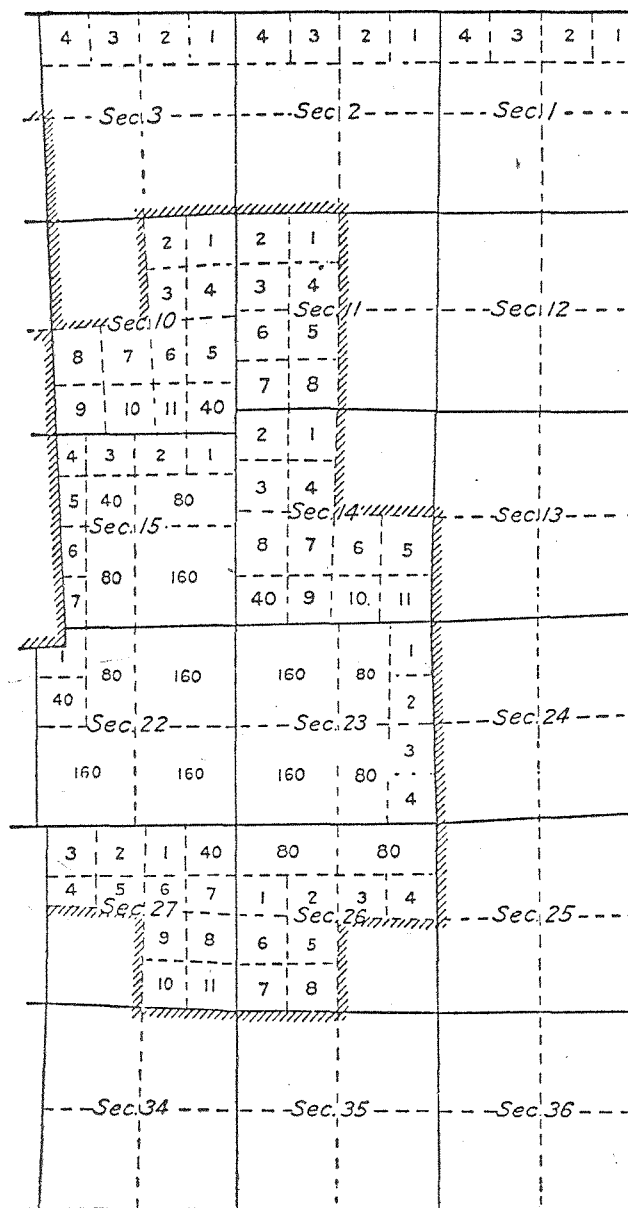 4 3 2 1 4 3 2 1 4 3 2 1
Sec. 3 Sec. 2 Sec. 1
2 1 2 1
3 4 3 4
Sec. 10 Sec. 11 Sec. 12
6 5
8 7 6 5
7 8
9 10 11 40
2 1
4 3 2 1
3 4
5 40 80
Sec. 15 Sec. 14 Sec. 13
6 8 7 6 5
80 160
7 40 9 10. 11
1 80 160 160 80 1
40 2
Sec. 22 Sec. 23 Sec. 24
3
160 160 160 80
4
3 2 1 40 80 80
4 5 6 7 1 2 3 4
Sec. 27 Sec. 26 Sec. 25
9 8 6 5
10 11 7 8
Sec. 34 Sec. 35 Sec. 36